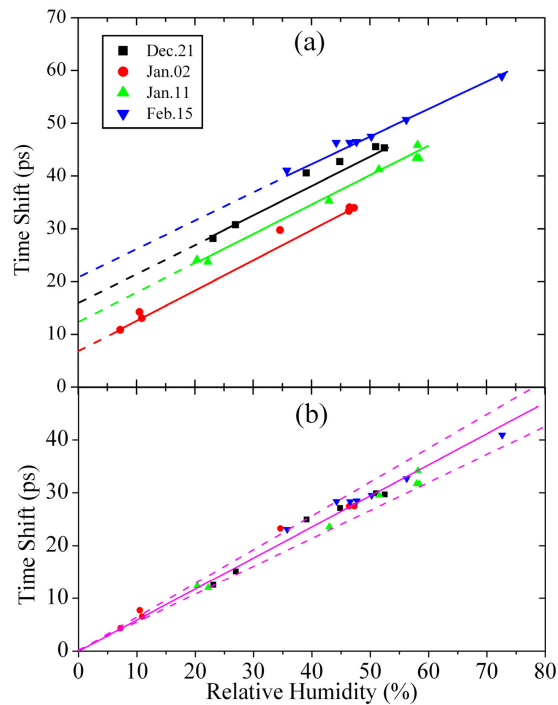 70
(a)
Dec.21
Jan.02
Jan.11
Feb.15
60
50
40
30
20
10
0
Time Shift (ps)
(b)
40
30
20
10
0
Time Shift (ps)
0 10 20 30 40 50 60 70 80
Relative Humidity (%)